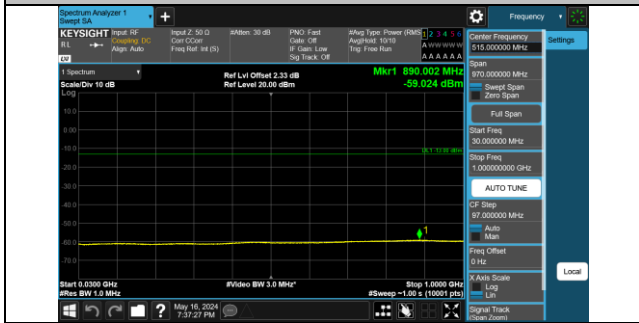 Spectrum Analyzer 1
Swept SA
Frequency
KEYSIGHT
RL
Input: RF
Coupling: DC
Align: Auto
Input Z: 50 Ω
Corr CCorr
Freq Ref: Int (S)
#Atten: 30 dB
PNO: Fast
Gate: Off
IF Gain: Low
Sig Track: Off
#Avg Type: Power (RMS)
Avg|Hold: 10/10
Trig: Free Run
1 2 3 4 5 6
A W W W W W
A A A A A A
LW
1 Spectrum
Scale/Div 10 dB
Log
Ref Lvl Offset 2.33 dB
Ref Level 20.00 dBm
Mkr1 890.002 MHz
-59.024 dBm
10.0
0.00
-10.0
-20.0
-30.0
-40.0
-50.0
-60.0
-70.0
1
Start 0.0300 GHz
#Res BW 1.0 MHz
#Video BW 3.0 MHz*
Stop 1.0000 GHz
#Sweep ~1.00 s (10001 pts)
Center Frequency
515.000000 MHz
Span
970.000000 MHz
Swept Span
Zero Span
Full Span
Start Freq
30.000000 MHz
Stop Freq
1.000000000 GHz
AUTO TUNE
CF Step
97.000000 MHz
Auto
Man
Freq Offset
0 Hz
X Axis Scale
Log
Lin
Signal Track
(Span Zoom)
Settings
Local
May 16, 2024
7:37:27 PM